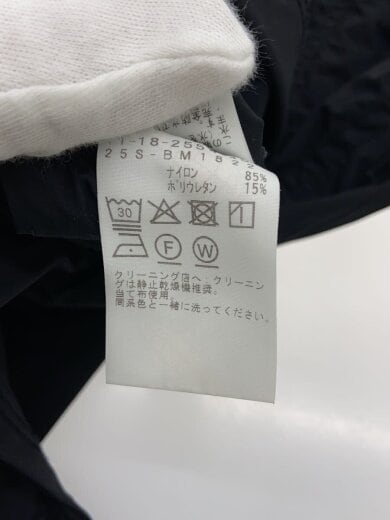 25S-BM182
ナイロン 85%
ポリウレタン 15%
30
F W
クリーニング店へ:クリーニン
グは静止乾燥機推奨。
当て布使用。
同系色と一緒に洗ってください。